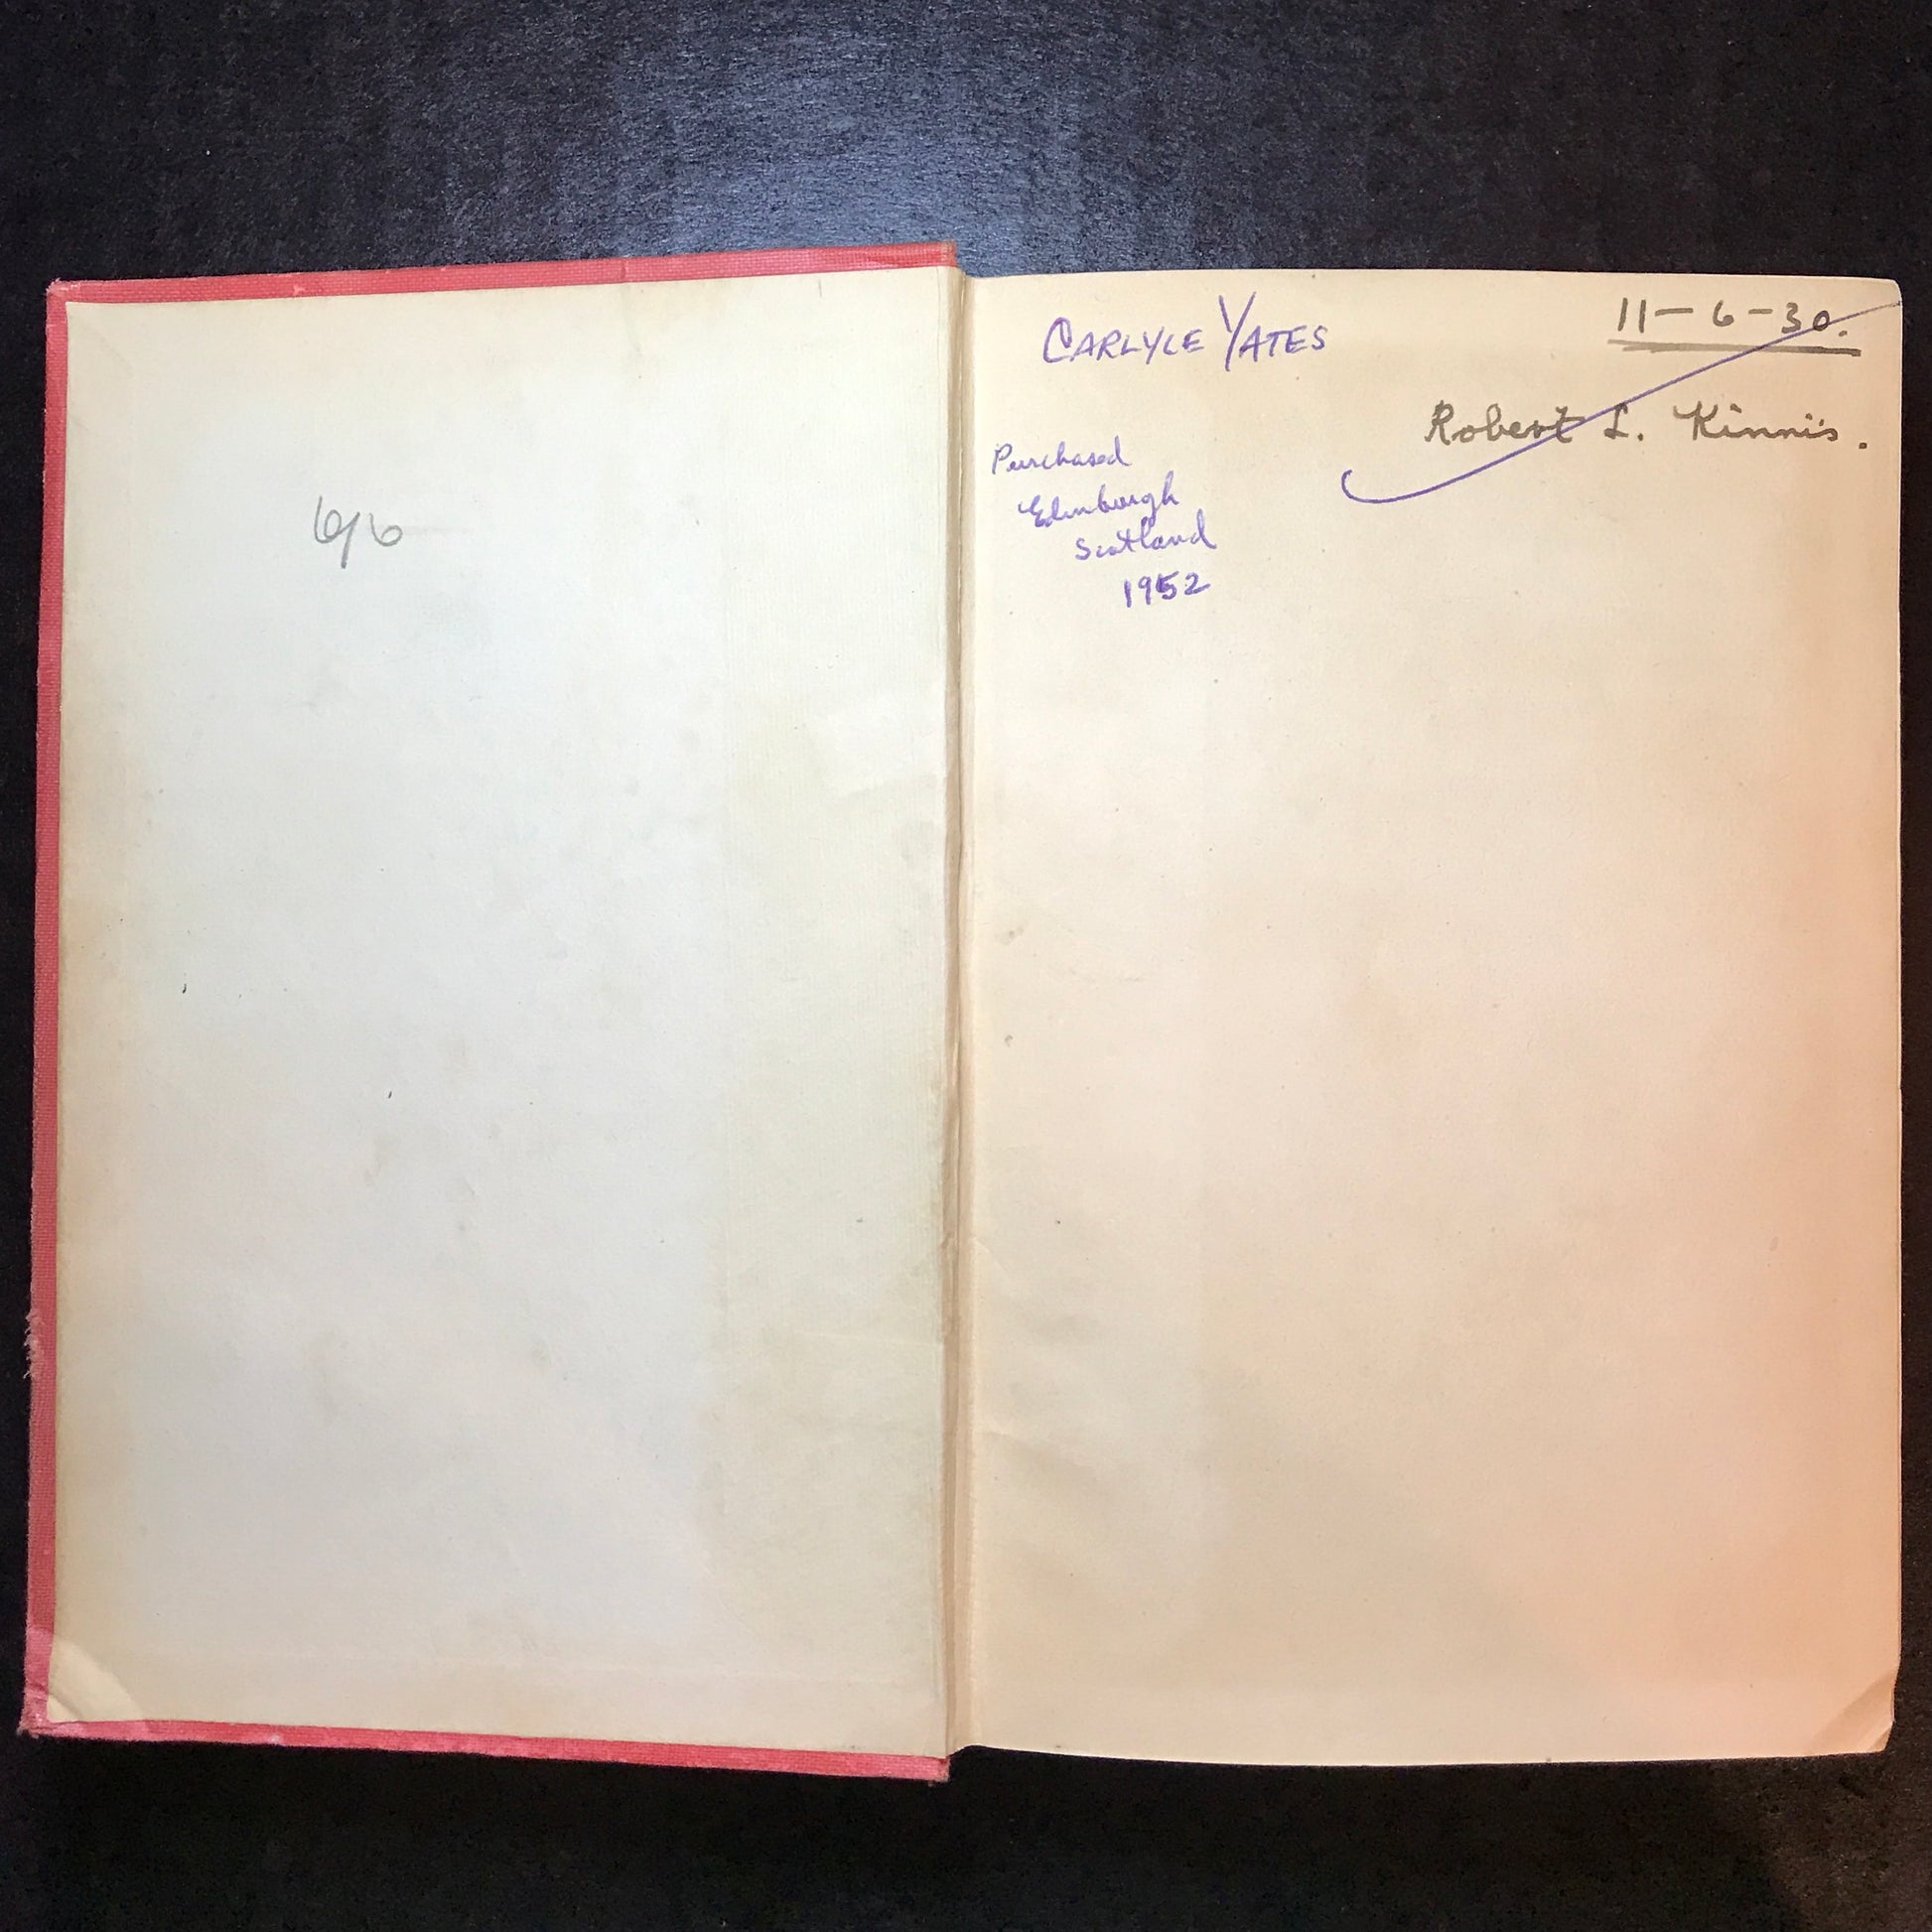 6/6
CARLYLE YATES
11-6-30.
Robert L. Kinnis.
Purchased
Edinburgh
Scotland
1952